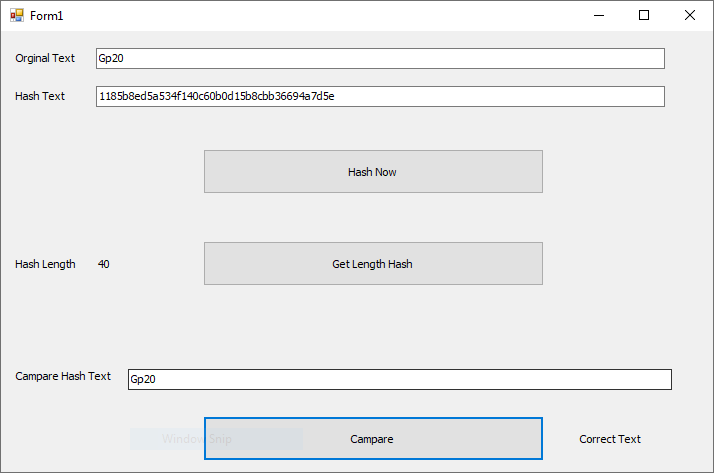 Form1
Orginal Text Gp20
Hash Text 1185b8ed5a534f140c60b0d15b8cbb36694a7d5e
Hash Now
Hash Length 40 Get Length Hash
Campare Hash Text Gp20
Window Snip Campare Correct Text